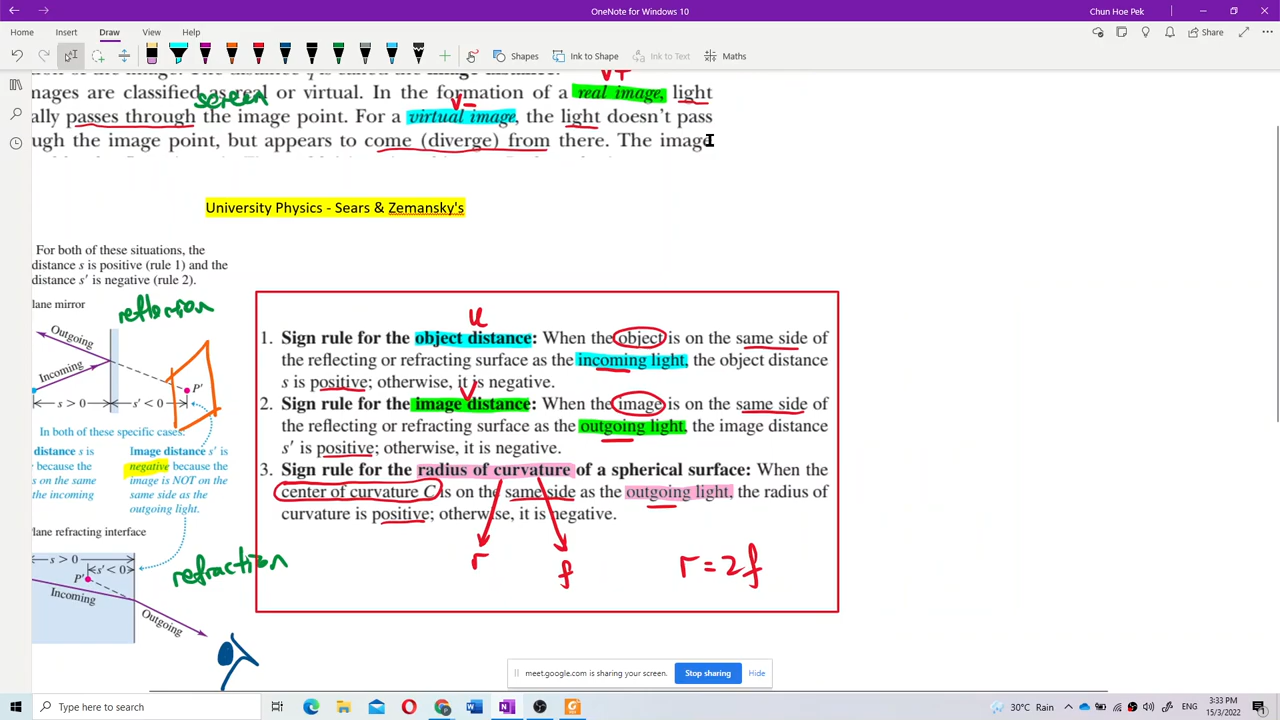 OneNote for Windows 10
Chun Hoe Pek
Home Insert Draw View Help
Share
Shapes Ink to Shape Ink to Text Maths
v+
mages are classified as real or virtual. In the formation of a real image, light
screen
v-
ally passes through the image point. For a virtual image, the light doesn't pass
ugh the image point, but appears to come (diverge) from there. The image
University Physics - Sears & Zemansky's
For both of these situations, the
distance s is positive (rule 1) and the
distance s′ is negative (rule 2).
lane mirror
reflexion
Outgoing
Incoming
P′
s > 0 s′ < 0
In both of these specific cases:
distance s is
because the
s on the same
the incoming
Image distance s′ is
negative because the
image is NOT on the
same side as the
outgoing light.
lane refracting interface
refraction
s > 0
s′ < 0
P′
Incoming
Outgoing
u
1. Sign rule for the object distance: When the object is on the same side of
the reflecting or refracting surface as the incoming light, the object distance
s is positive; otherwise, it is negative.
v
2. Sign rule for the image distance: When the image is on the same side of
the reflecting or refracting surface as the outgoing light, the image distance
s′ is positive; otherwise, it is negative.
3. Sign rule for the radius of curvature of a spherical surface: When the
center of curvature C is on the same side as the outgoing light, the radius of
curvature is positive; otherwise, it is negative.
r
f
r = 2f
meet.google.com is sharing your screen. Stop sharing Hide
Type here to search
30°C Rain
ENG
3:33 PM
15/3/2022